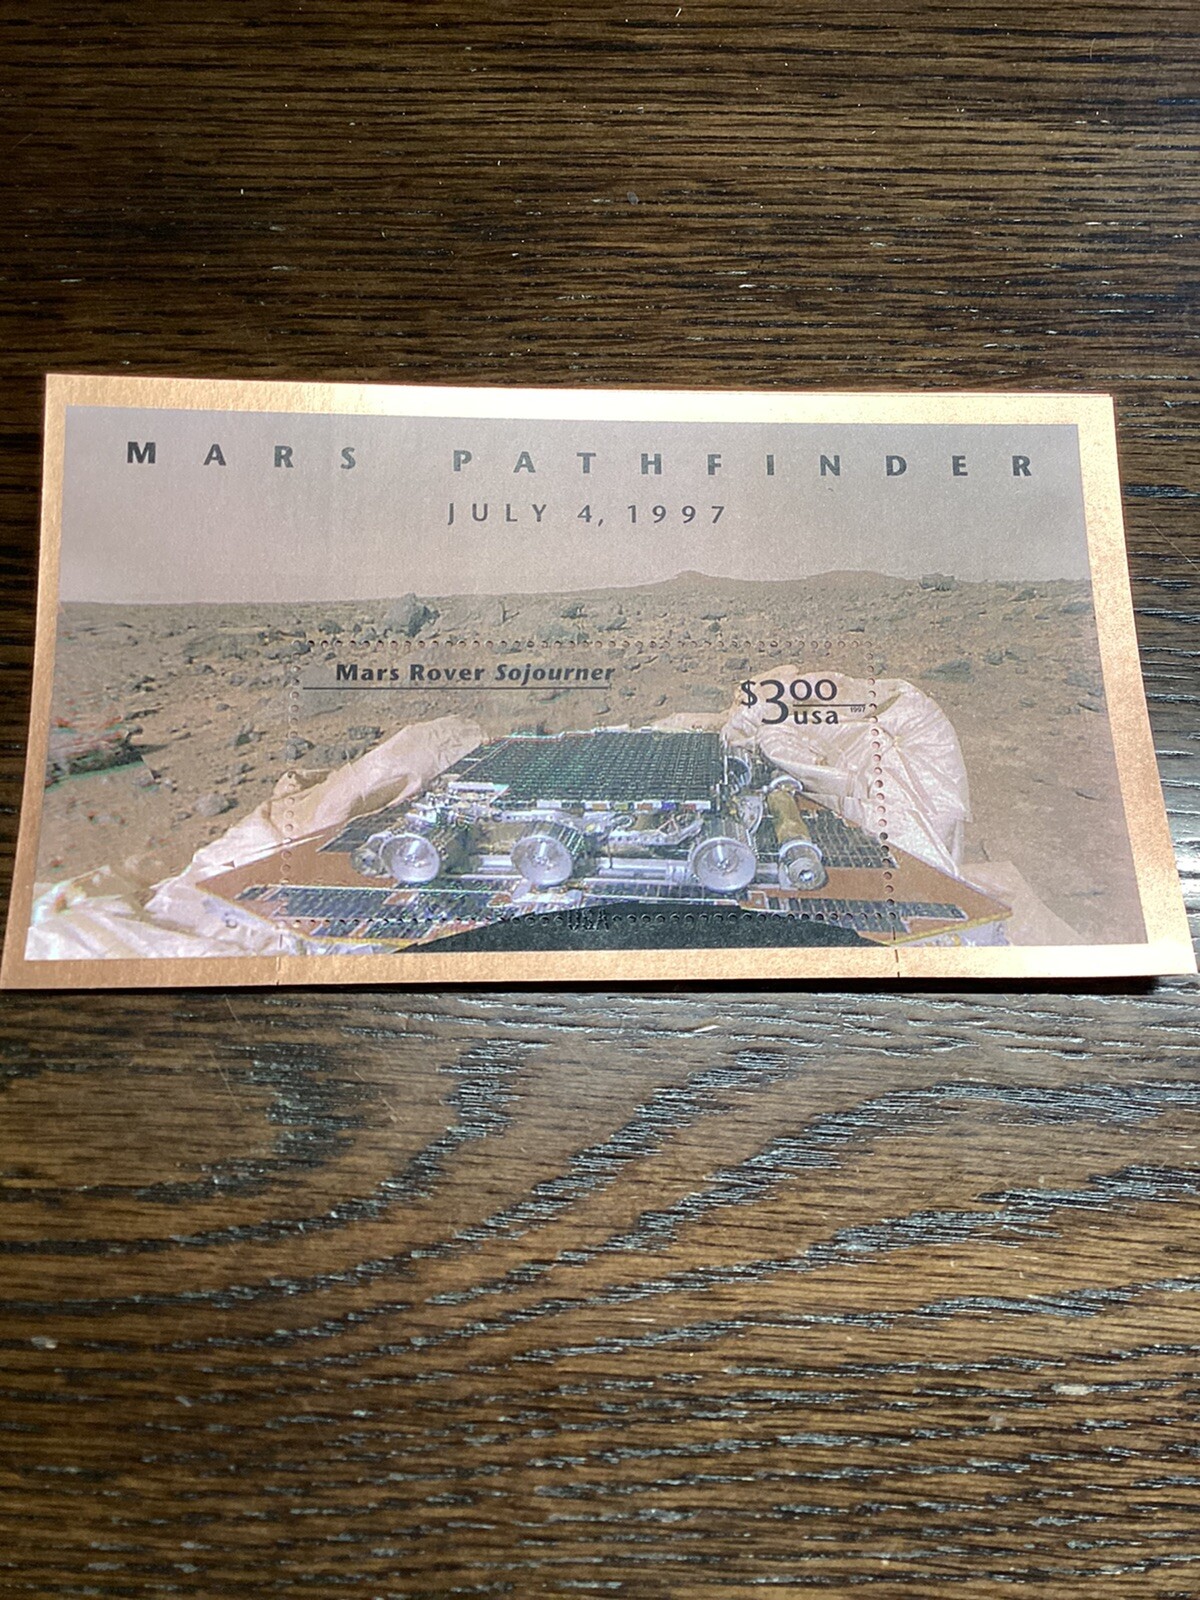 MARS PATHFINDER
JULY 4, 1997
Mars Rover Sojourner
$3.00
usa 1997